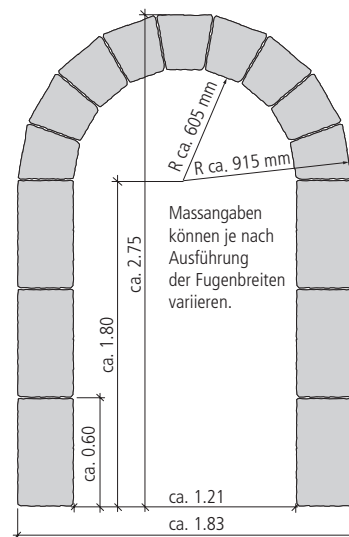 R ca. 605 mm
R ca. 915 mm
Massangaben
können je nach
Ausführung
der Fugenbreiten
variieren.
ca. 2.75
ca. 1.80
ca. 0.60
ca. 1.21
ca. 1.83